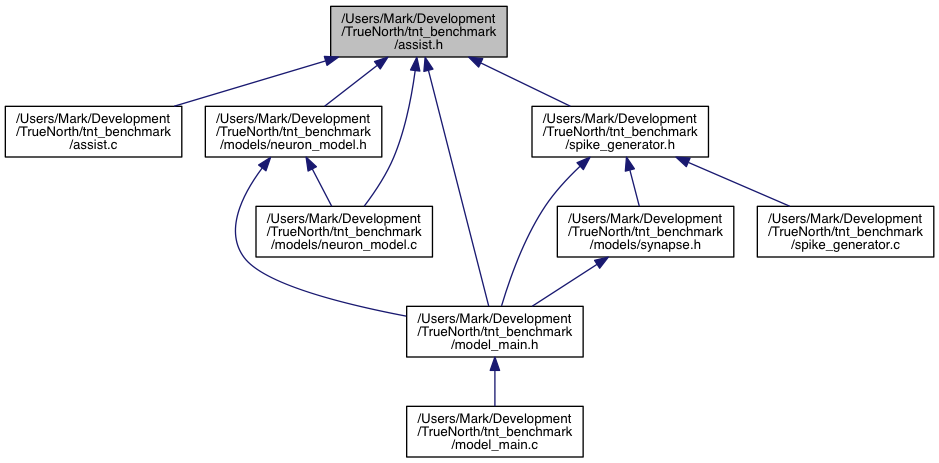 /Users/Mark/Development
/TrueNorth/tnt_benchmark
/assist.h
/Users/Mark/Development
/TrueNorth/tnt_benchmark
/assist.c
/Users/Mark/Development
/TrueNorth/tnt_benchmark
/models/neuron_model.h
/Users/Mark/Development
/TrueNorth/tnt_benchmark
/spike_generator.h
/Users/Mark/Development
/TrueNorth/tnt_benchmark
/models/neuron_model.c
/Users/Mark/Development
/TrueNorth/tnt_benchmark
/models/synapse.h
/Users/Mark/Development
/TrueNorth/tnt_benchmark
/spike_generator.c
/Users/Mark/Development
/TrueNorth/tnt_benchmark
/model_main.h
/Users/Mark/Development
/TrueNorth/tnt_benchmark
/model_main.c